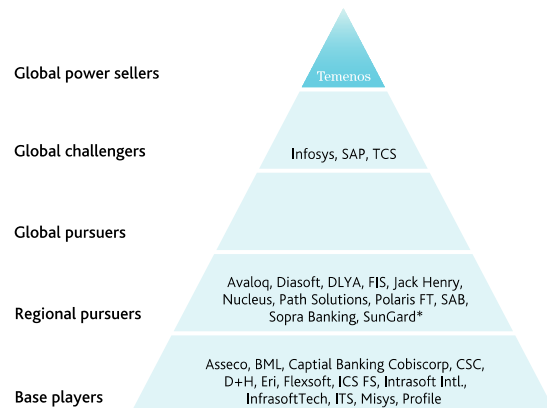 Global power sellers
Temenos
Global challengers
Infosys, SAP, TCS
Global pursuers
Regional pursuers
Avaloq, Diasoft, DLYA, FIS, Jack Henry,
Nucleus, Path Solutions, Polaris FT, SAB,
Sopra Banking, SunGard*
Base players
Asseco, BML, Captial Banking Cobiscorp, CSC,
D+H, Eri, Flexsoft, ICS FS, Intrasoft Intl.,
InfrasoftTech, ITS, Misys, Profile